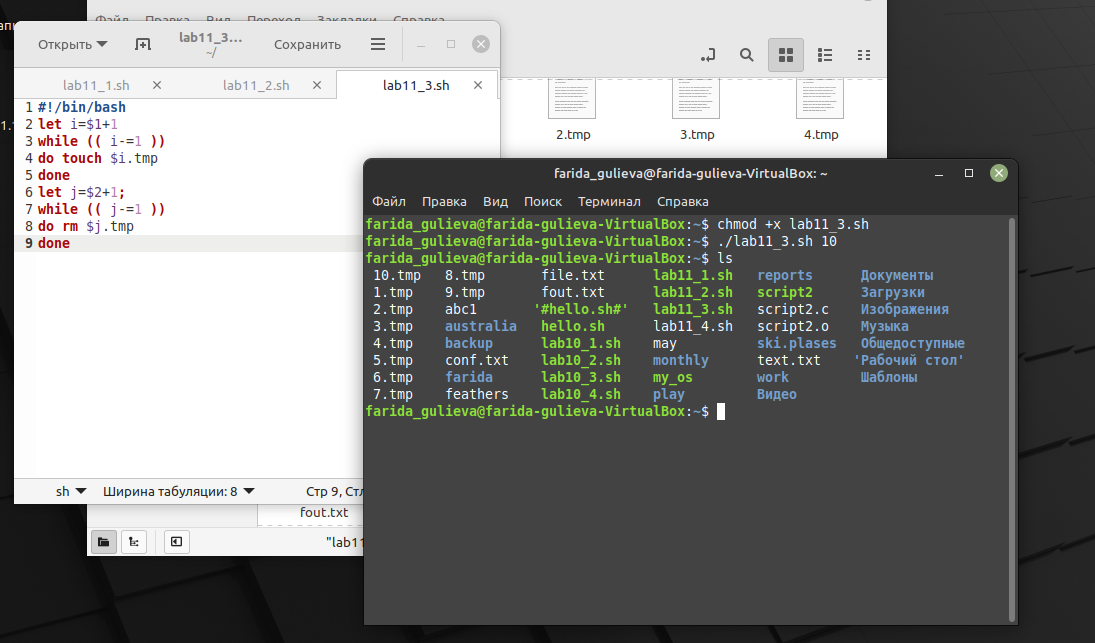 Файл Правка Вид Переход Закладки Справка
Открыть
lab11_3...
~/
Сохранить
lab11_1.sh
lab11_2.sh
lab11_3.sh
1 #!/bin/bash
2 let i=$1+1
3 while (( i-=1 ))
4 do touch $i.tmp
5 done
6 let j=$2+1;
7 while (( j-=1 ))
8 do rm $j.tmp
9 done
sh
Ширина табуляции: 8
Стр 9,
2.tmp
3.tmp
4.tmp
fout.txt
farida_gulieva@farida-gulieva-VirtualBox: ~
Файл Правка Вид Поиск Терминал Справка
farida_gulieva@farida-gulieva-VirtualBox:~$ chmod +x lab11_3.sh
farida_gulieva@farida-gulieva-VirtualBox:~$ ./lab11_3.sh 10
farida_gulieva@farida-gulieva-VirtualBox:~$ ls
10.tmp 8.tmp file.txt lab11_1.sh reports Документы
1.tmp 9.tmp fout.txt lab11_2.sh script2 Загрузки
2.tmp abc1 '#hello.sh#' lab11_3.sh script2.c Изображения
3.tmp australia hello.sh lab11_4.sh script2.o Музыка
4.tmp backup lab10_1.sh may ski.plases Общедоступные
5.tmp conf.txt lab10_2.sh monthly text.txt 'Рабочий стол'
6.tmp farida lab10_3.sh my_os work Шаблоны
7.tmp feathers lab10_4.sh play Видео
farida_gulieva@farida-gulieva-VirtualBox:~$